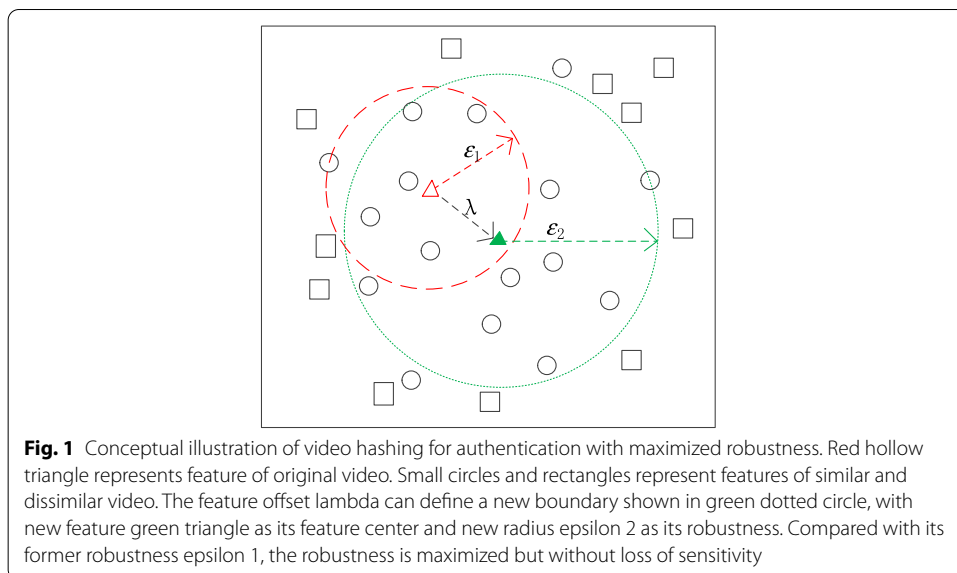 ε₁
λ
ε₂
Fig. 1 Conceptual illustration of video hashing for authentication with maximized robustness. Red hollow
triangle represents feature of original video. Small circles and rectangles represent features of similar and
dissimilar video. The feature offset lambda can define a new boundary shown in green dotted circle, with
new feature green triangle as its feature center and new radius epsilon 2 as its robustness. Compared with its
former robustness epsilon 1, the robustness is maximized but without loss of sensitivity